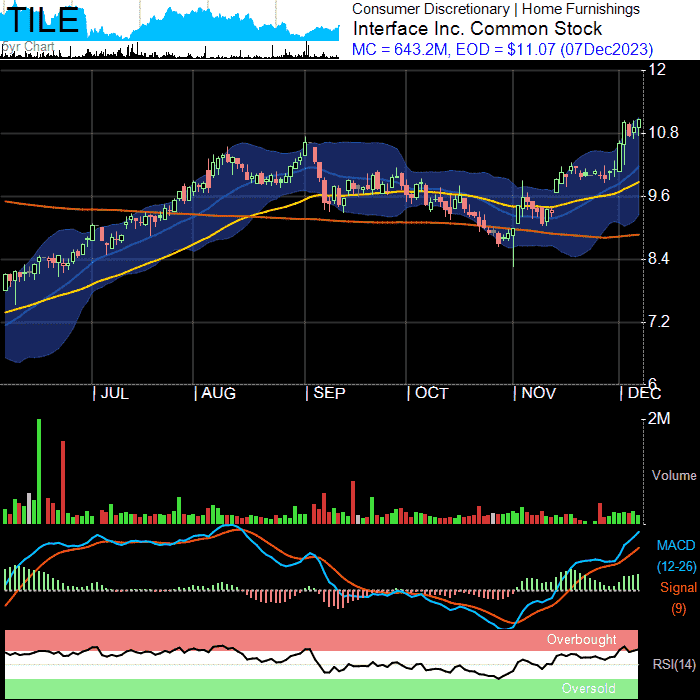 TILE
5yr Chart
Consumer Discretionary | Home Furnishings
Interface Inc. Common Stock
MC = 643.2M, EOD = $11.07 (07Dec2023)
12
10.8
9.6
8.4
7.2
6
| JUL | AUG | SEP | OCT | NOV | DEC
2M
Volume
MACD
(12-26)
Signal
(9)
Overbought
RSI(14)
Oversold